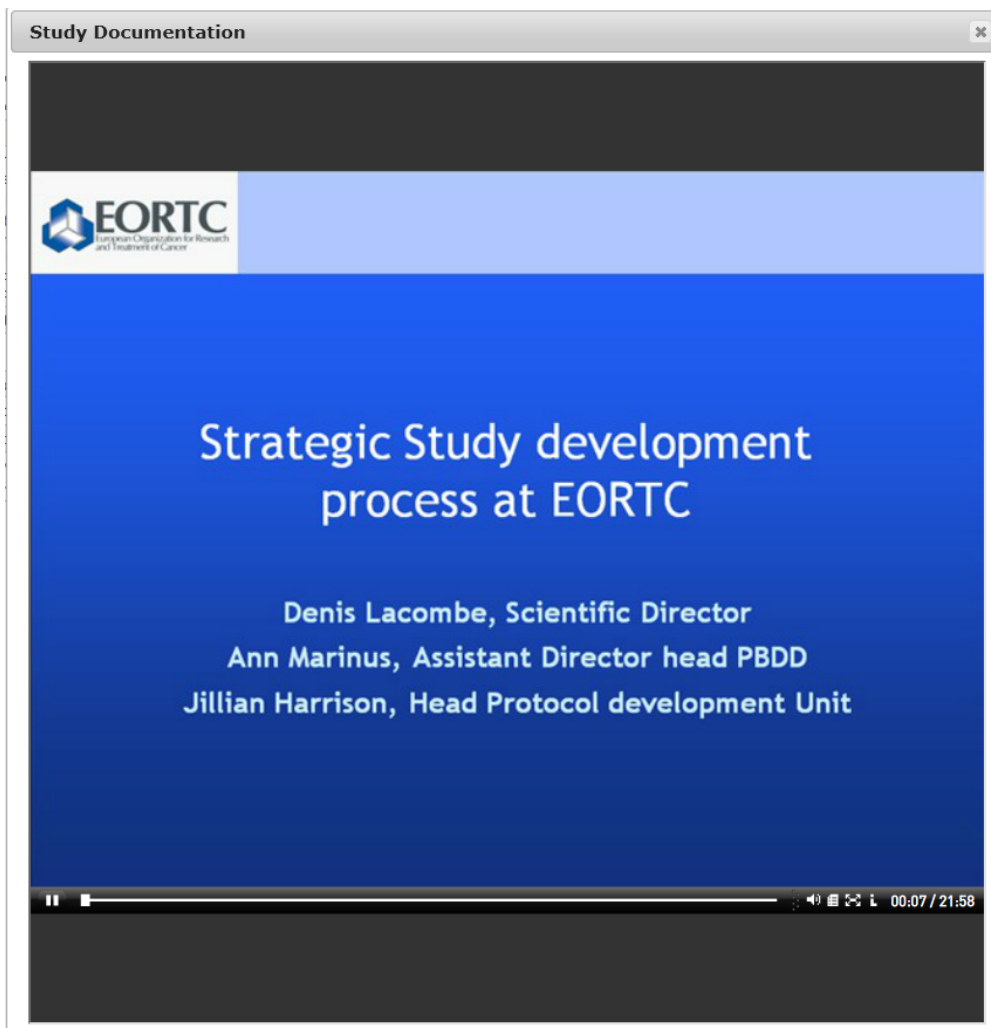 Study Documentation
EORTC
European Organization for Research
and Treatment of Cancer
Strategic Study development
process at EORTC
Denis Lacombe, Scientific Director
Ann Marinus, Assistant Director head PBDD
Jillian Harrison, Head Protocol development Unit
00:07 / 21:58